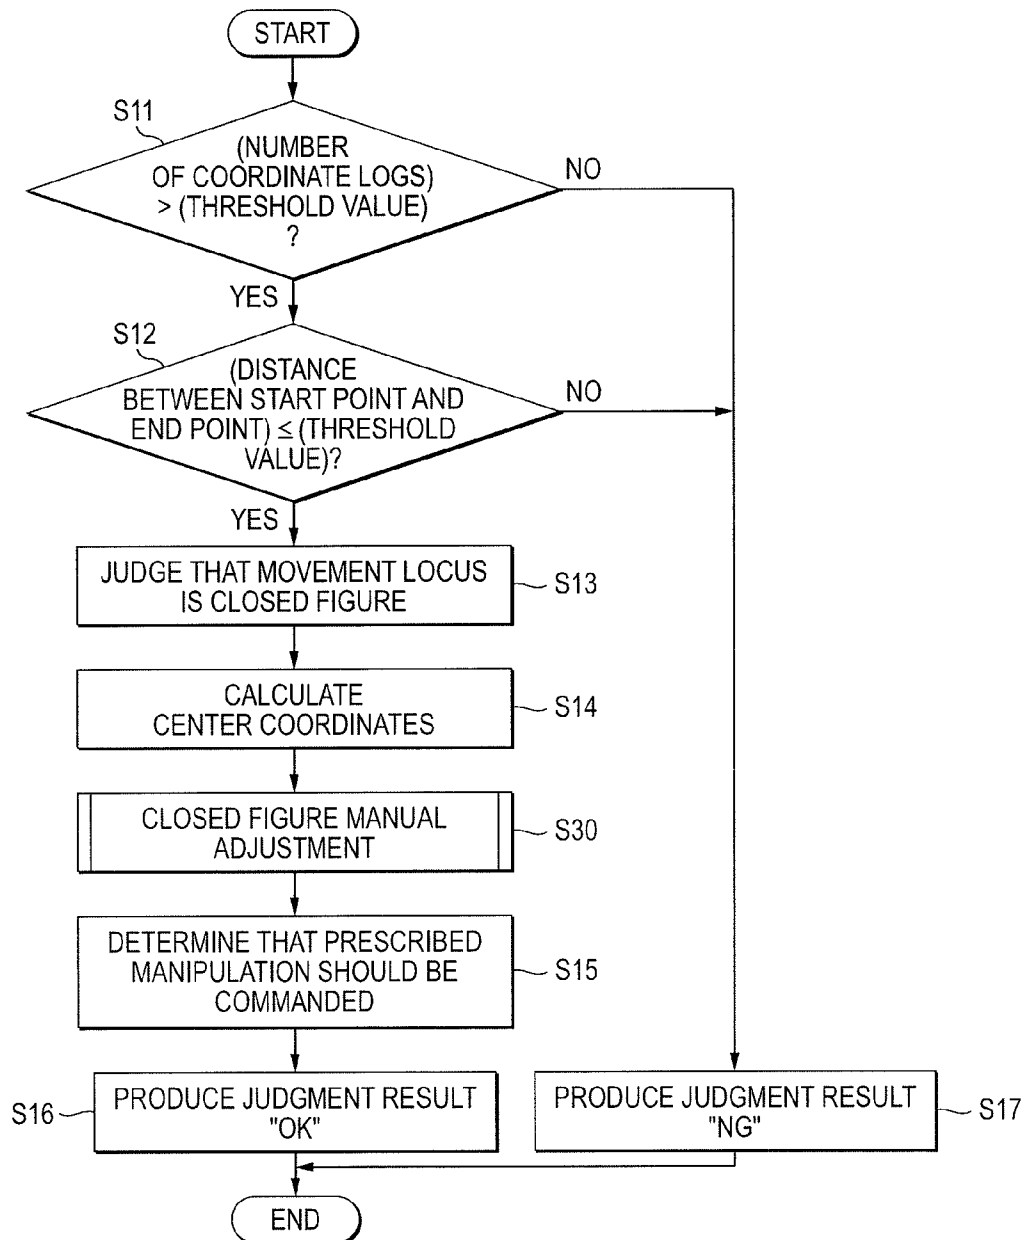 START
S11
(NUMBER
OF COORDINATE LOGS)
> (THRESHOLD VALUE)
?
NO
YES
S12
(DISTANCE
BETWEEN START POINT AND
END POINT) ≤ (THRESHOLD
VALUE)?
NO
YES
JUDGE THAT MOVEMENT LOCUS
IS CLOSED FIGURE
S13
CALCULATE
CENTER COORDINATES
S14
CLOSED FIGURE MANUAL
ADJUSTMENT
S30
DETERMINE THAT PRESCRIBED
MANIPULATION SHOULD BE
COMMANDED
S15
S16
PRODUCE JUDGMENT RESULT
"OK"
PRODUCE JUDGMENT RESULT
"NG"
S17
END